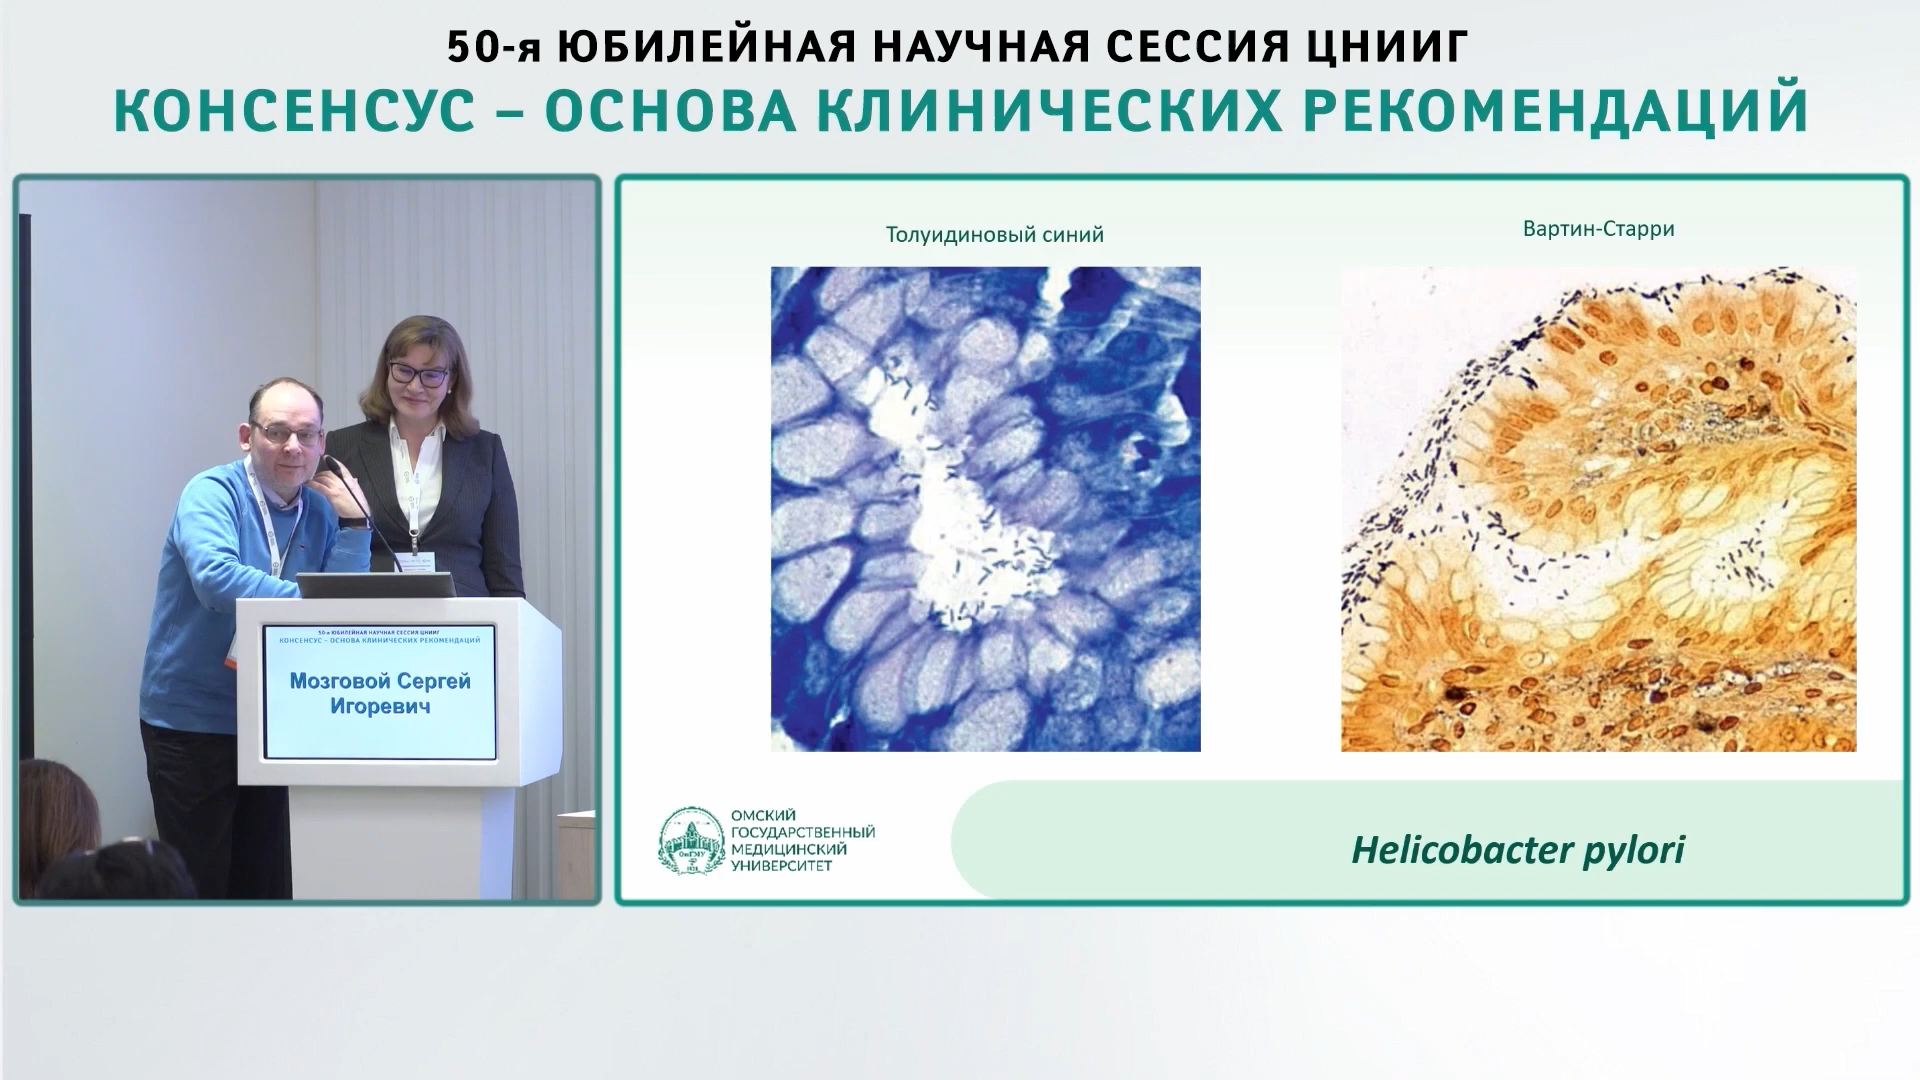 50-я ЮБИЛЕЙНАЯ НАУЧНАЯ СЕССИЯ ЦНИИГ
КОНСЕНСУС – ОСНОВА КЛИНИЧЕСКИХ РЕКОМЕНДАЦИЙ
50-я ЮБИЛЕЙНАЯ НАУЧНАЯ СЕССИЯ ЦНИИГ
КОНСЕНСУС – ОСНОВА КЛИНИЧЕСКИХ РЕКОМЕНДАЦИЙ
Мозговой Сергей
Игоревич
Толуидиновый синий
Вартин-Старри
ОМСКИЙ
ГОСУДАРСТВЕННЫЙ
МЕДИЦИНСКИЙ
УНИВЕРСИТЕТ
ОмГМУ
Helicobacter pylori